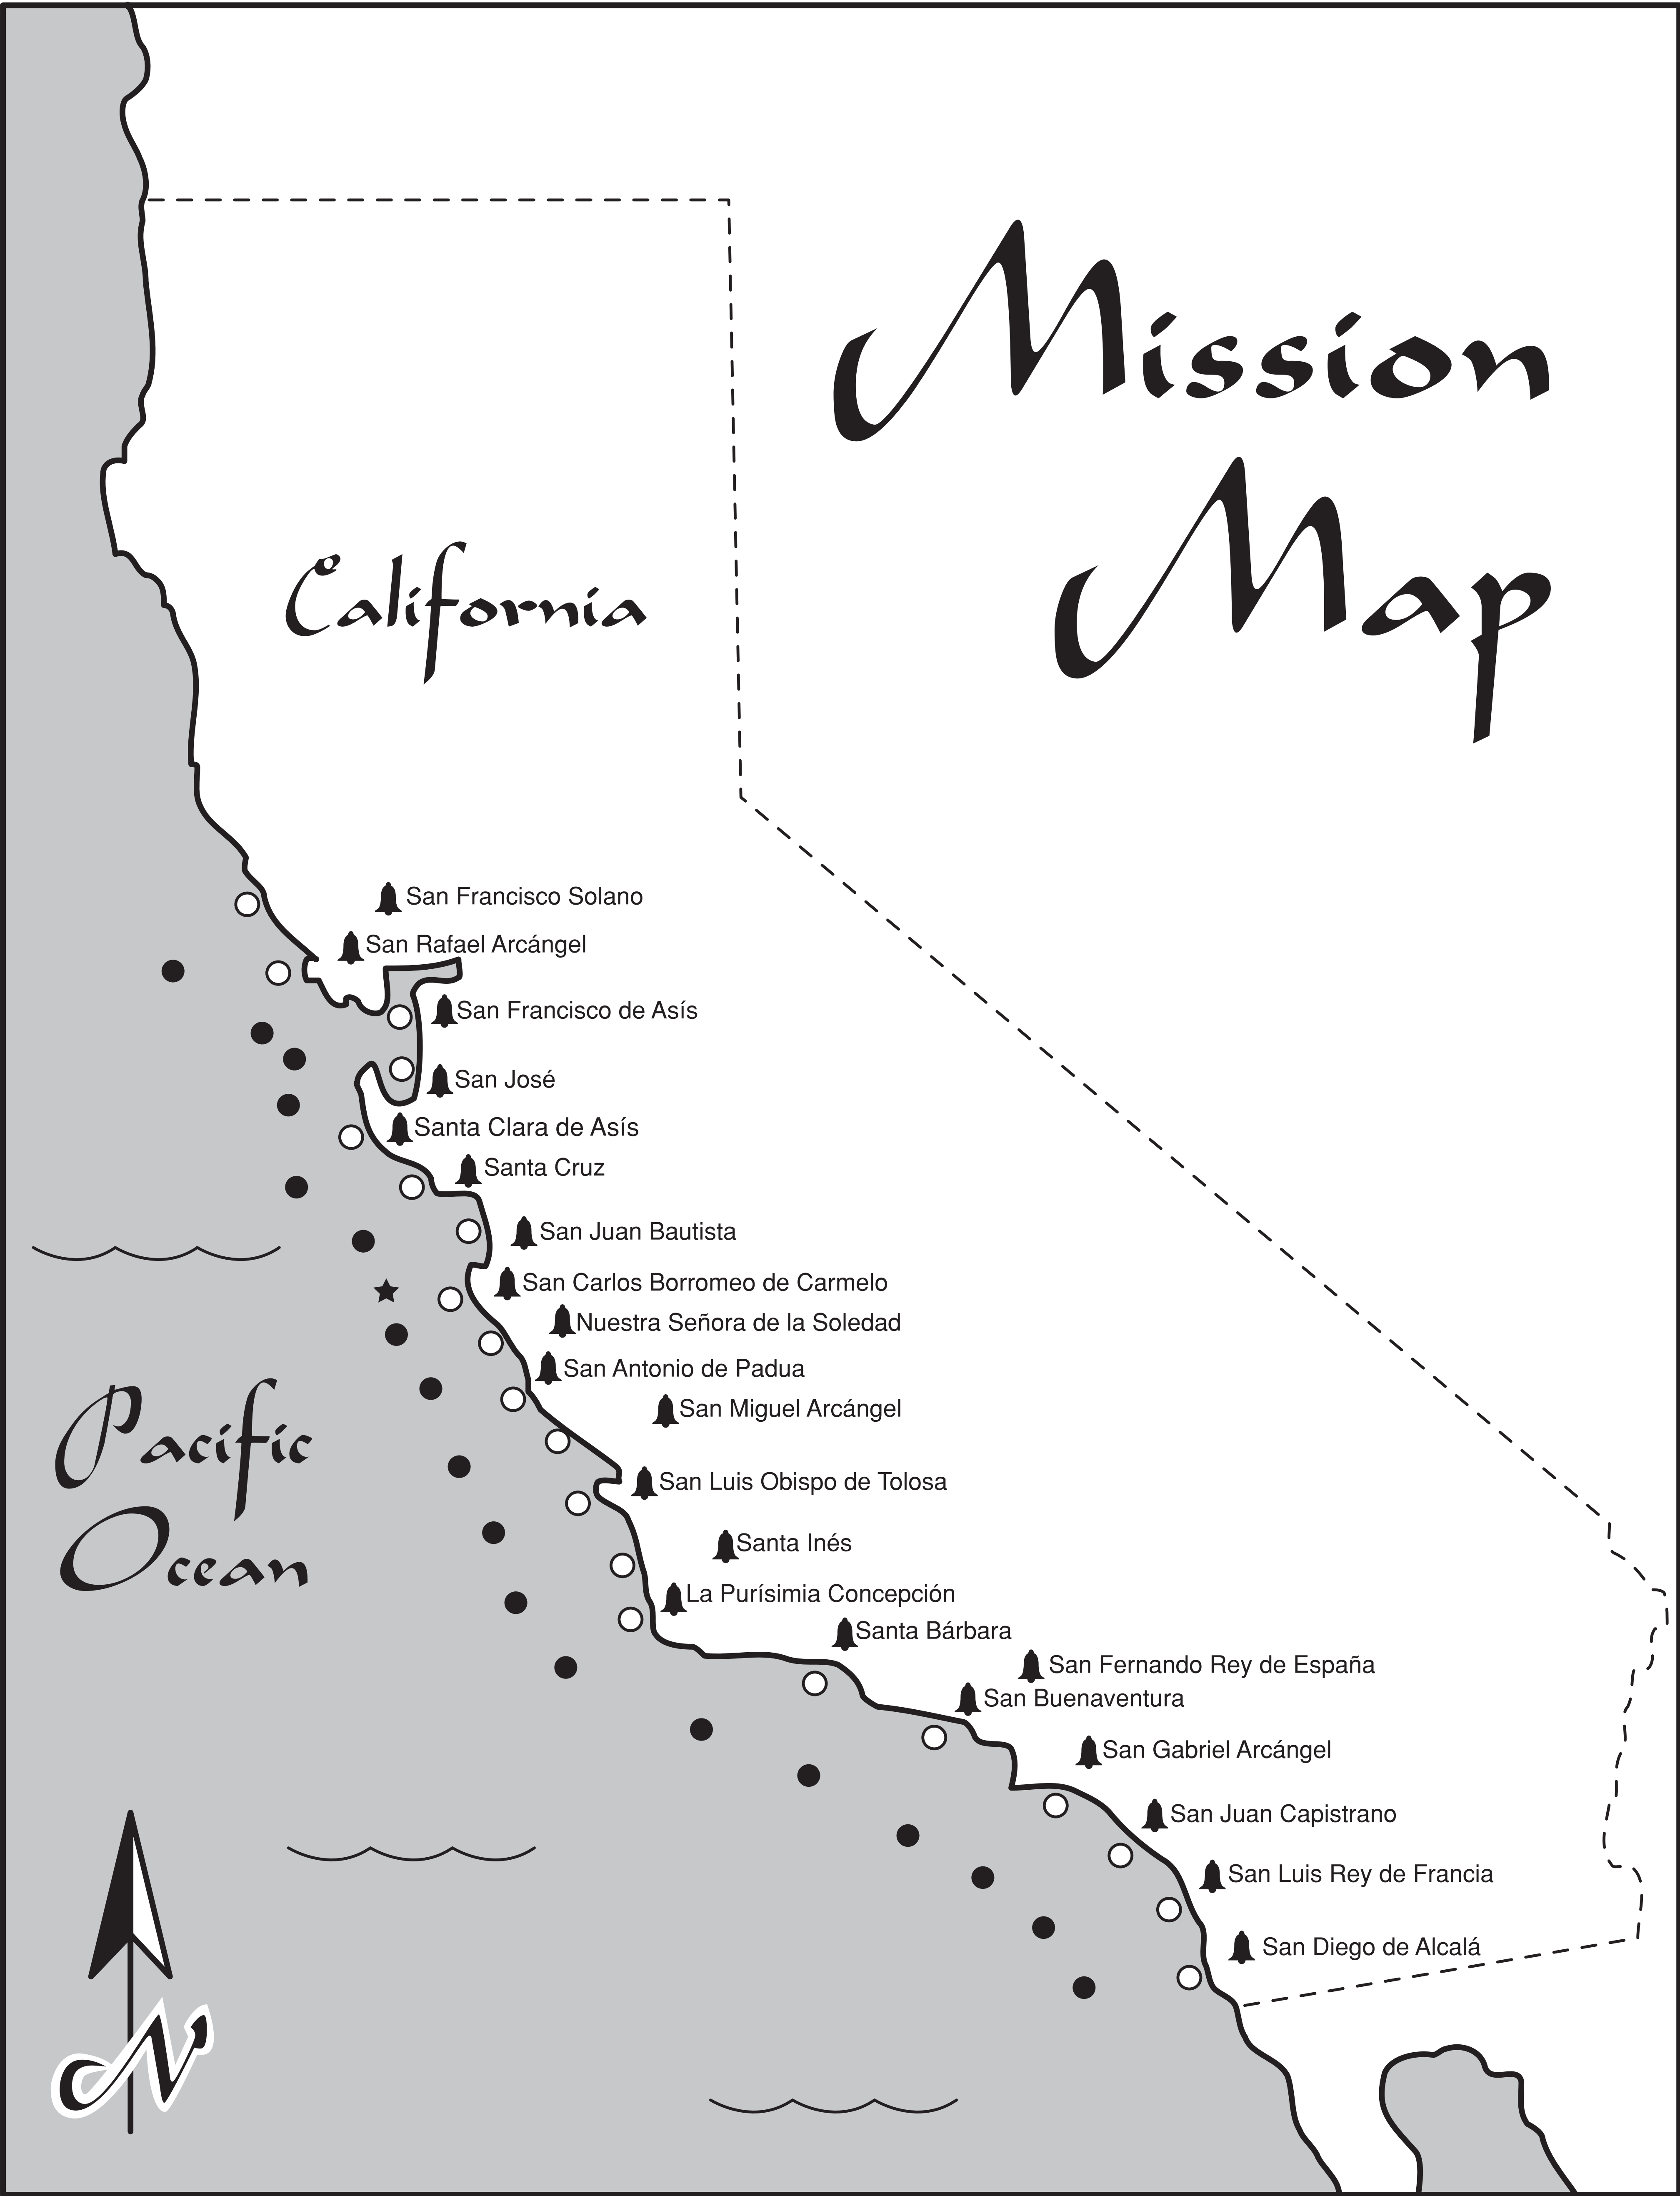 Mission
Map
California
San Francisco Solano
San Rafael Arcángel
San Francisco de Asís
San José
Santa Clara de Asís
Santa Cruz
San Juan Bautista
San Carlos Borromeo de Carmelo
Nuestra Señora de la Soledad
San Antonio de Padua
San Miguel Arcángel
Pacific
Ocean
San Luis Obispo de Tolosa
Santa Inés
La Purísimia Concepción
Santa Bárbara
San Fernando Rey de España
San Buenaventura
San Gabriel Arcángel
San Juan Capistrano
San Luis Rey de Francia
San Diego de Alcalá
N